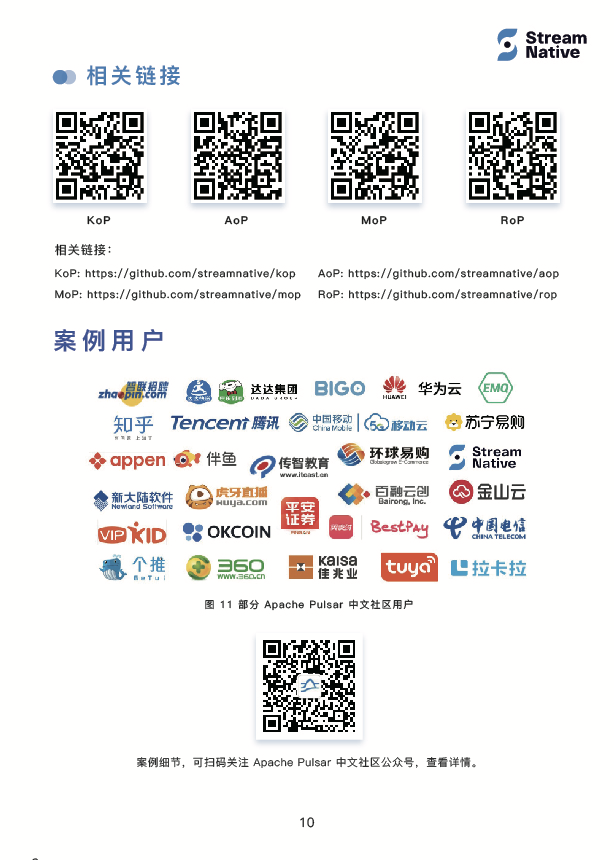 Stream
Native
相关链接
KoP AoP MoP RoP
相关链接：
KoP: https://github.com/streamnative/kop AoP: https://github.com/streamnative/aop
MoP: https://github.com/streamnative/mop RoP: https://github.com/streamnative/rop
案例用户
智联招聘
zhaopin.com
达达集团
DADA GROUP
BIGO
HUAWEI
华为云
EMQ
知乎
Tencent 腾讯
中国移动
China Mobile
5G 移动云
苏宁易购
appen
伴鱼
传智教育
www.itcast.cn
环球易购
Globalegrow E-Commerce
Stream
Native
新大陆软件
Newland Software
虎牙直播
huya.com
平安
证券
百融云创
Bairong, Inc.
金山云
VIPKID
OKCOIN
BestPay
中国电信
CHINA TELECOM
个推
GeTui
360
www.360.cn
KaiSa
佳兆业
tuya
拉卡拉
图 11 部分 Apache Pulsar 中文社区用户
案例细节，可扫码关注 Apache Pulsar 中文社区公众号，查看详情。
10